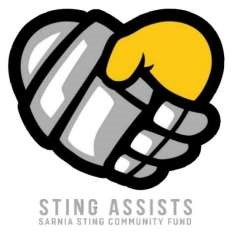 STING ASSISTS
SARNIA STING COMMUNITY FUND